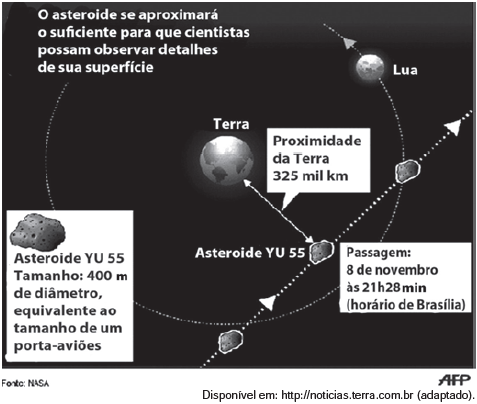 O asteroide se aproximará
o suficiente para que cientistas
possam observar detalhes
de sua superfície
Lua
Terra
Proximidade
da Terra
325 mil km
Asteroide YU 55
Passagem:
8 de novembro
às 21h28min
(horário de Brasília)
Asteroide YU 55
Tamanho: 400 m
de diâmetro,
equivalente ao
tamanho de um
porta-aviões
Fonte: NASA
AFP
Disponível em: http://noticias.terra.com.br (adaptado).